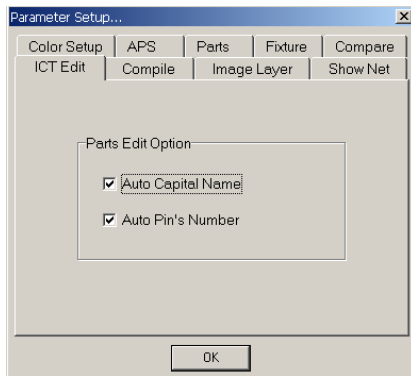 Parameter Setup...
Color Setup APS Parts Fixture Compare
ICT Edit Compile Image Layer Show Net
Parts Edit Option
Auto Capital Name
Auto Pin's Number
OK